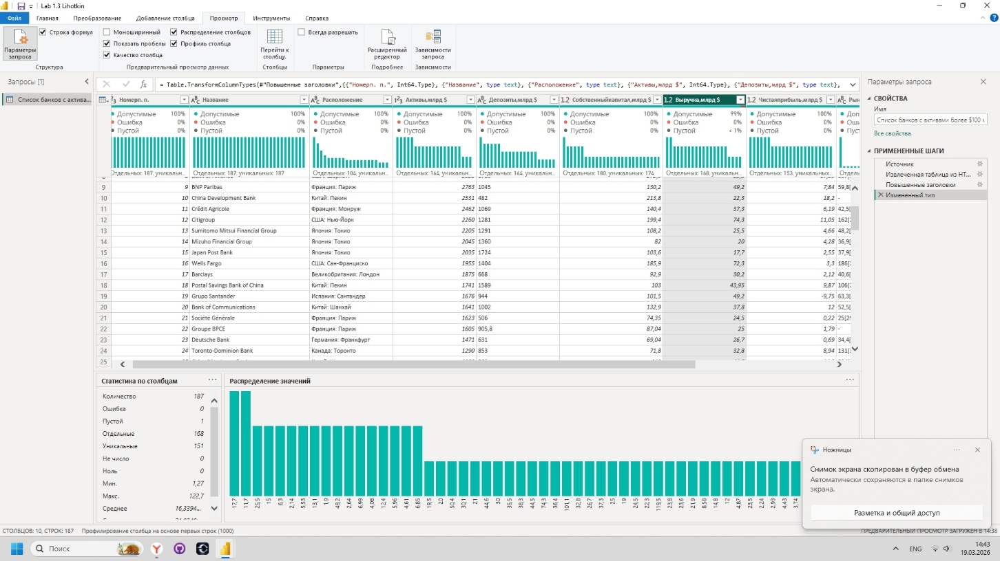 Lab 1.3 Lihotkin
Файл Главная Преобразование Добавление столбца Просмотр Инструменты Справка
Параметры запроса
Строка формул
Структура
Моноширинный
Показать пробелы
Качество столбца
Распределение столбцов
Профиль столбца
Предварительный просмотр данных
Перейти к столбцу.
Столбцы
Всегда разрешать
Параметры
Расширенный редактор
Подробнее
Зависимости запроса
Зависимости
Запросы [1]
Список банков с актива...
= Table.TransformColumnTypes(#"Повышенные заголовки",{{"Номерп. п.", Int64.Type}, {"Название", type text}, {"Расположение", type text}, {"Активы,млрд $", Int64.Type}, {"Депозиты,млрд $", type text},
Номерп. п. Название Расположение Активы,млрд $ Депозиты,млрд $ 1.2 Собственныйкапитал,млрд $ 1.2 Выручка,млрд $ 1.2 Чистаяприбыль,млрд $ Рын
Допустимые 100% Допустимые 100% Допустимые 100% Допустимые 100% Допустимые 100% Допустимые 100% Допустимые 99% Допустимые 100%
Ошибка 0% Ошибка 0% Ошибка 0% Ошибка 0% Ошибка 0% Ошибка 0% Ошибка 0% Ошибка 0%
Пустой 0% Пустой 0% Пустой 0% Пустой 0% Пустой 0% Пустой 0% Пустой < 1% Пустой 0%
Отдельных: 187, уникальн... Отдельных: 187, уникальных: 187 Отдельных: 104, уникальн... Отдельных: 164, уникальн... Отдельных: 164, уникальн... Отдельных: 180, уникальных: 174 Отдельных: 168, уникальн... Отдельных: 153, уникальных...
9 9 BNP Paribas Франция: Париж 2763 1045 130,2 49,2 7,84 59,8[
10 10 China Development Bank Китай: Пекин 2531 482 213,8 22,3 18,2 -
11 11 Crédit Agricole Франция: Монруж 2462 1069 140,4 37,3 6,19 42,5[
12 12 Citigroup США: Нью-Йорк 2260 1281 199,4 74,3 11,05 162[
13 13 Sumitomo Mitsui Financial Group Япония: Токио 2205 1291 108,2 25,5 4,66 48,2[
14 14 Mizuho Financial Group Япония: Токио 2045 1360 82 20 4,28 36,9[
15 15 Japan Post Bank Япония: Токио 2035 1724 103,6 17,7 2,55 37,9[
16 16 Wells Fargo США: Сан-Франциско 1955 1404 185,9 72,3 3,3 186[
17 17 Barclays Великобритания: Лондон 1875 668 92,9 30,2 2,12 40,6[
18 18 Postal Savings Bank of China Китай: Пекин 1741 1589 103 43,95 9,87 106[
19 19 Grupo Santander Испания: Сантандер 1676 944 101,5 49,2 -9,75 63,3[
20 20 Bank of Communications Китай: Шанхай 1641 1002 132,9 37,8 12 52,5[
21 21 Société Générale Франция: Париж 1623 506 74,35 24,5 0,22 25[
22 22 Groupe BPCE Франция: Париж 1605 905,8 87,04 25 1,79 -
23 23 Deutsche Bank Германия: Франкфурт 1471 631 69,04 26,7 0,69 34,4[
24 24 Toronto-Dominion Bank Канада: Торонто 1290 853 71,8 32,8 8,94 131[
25
Статистика по столбцам
Количество 187
Ошибка 0
Пустой 1
Отдельные 168
Уникальные 151
Не число 0
Ноль 0
Мин. 1,27
Макс. 122,7
Среднее 16,3394...
Распределение значений
17,7 11,7 25,5 15 6,3 2,14 5,53 13,1 1,9 49,2 2,64 6,99 4,08 12,4 5,96 4,61 6,85 19,5 20 50,4 30,1 21 44,6 30 35,5 38,3 44,5 74,3 36,4 101,1 32,8 26,7 37,3 25 19 24,5 22,3 119,5 23,8 23,6 21,9 8,58 14,8 12 4,87 23,5 2,24 2,93 4,43 3,74
Параметры запроса
СВОЙСТВА
Имя
Список банков с активами более $100 м
Все свойства
ПРИМЕНЕННЫЕ ШАГИ
Источник
Извлеченная таблица из HT...
Повышенные заголовки
Измененный тип
Ножницы
Снимок экрана скопирован в буфер обмена
Автоматически сохраняются в папке снимков экрана.
Разметка и общий доступ
СТОЛБЦОВ: 10, СТРОК: 187 Профилирование столбца на основе первых строк (1000)
ПРЕДВАРИТЕЛЬНЫЙ ПРОСМОТР ЗАГРУЖЕН В 14:38
Поиск
ENG
14:43
19.03.2026